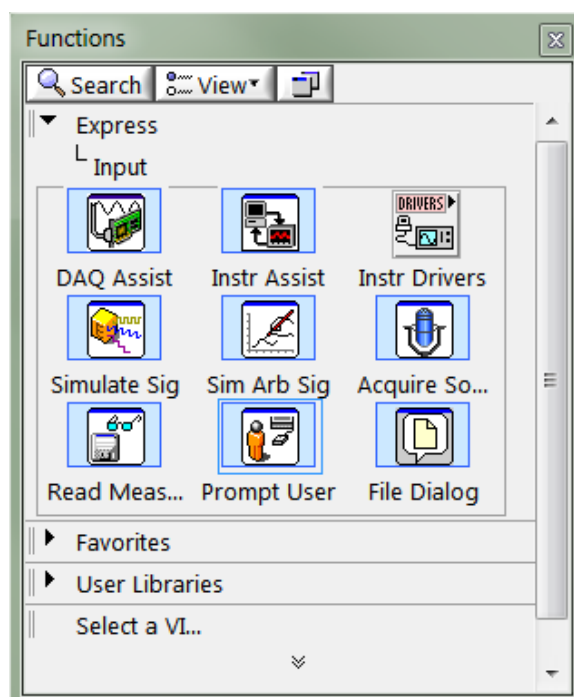 Functions
Search View
Express
Input
DRIVERS
DAQ Assist Instr Assist Instr Drivers
Simulate Sig Sim Arb Sig Acquire So...
Read Meas... Prompt User File Dialog
Favorites
User Libraries
Select a VI...